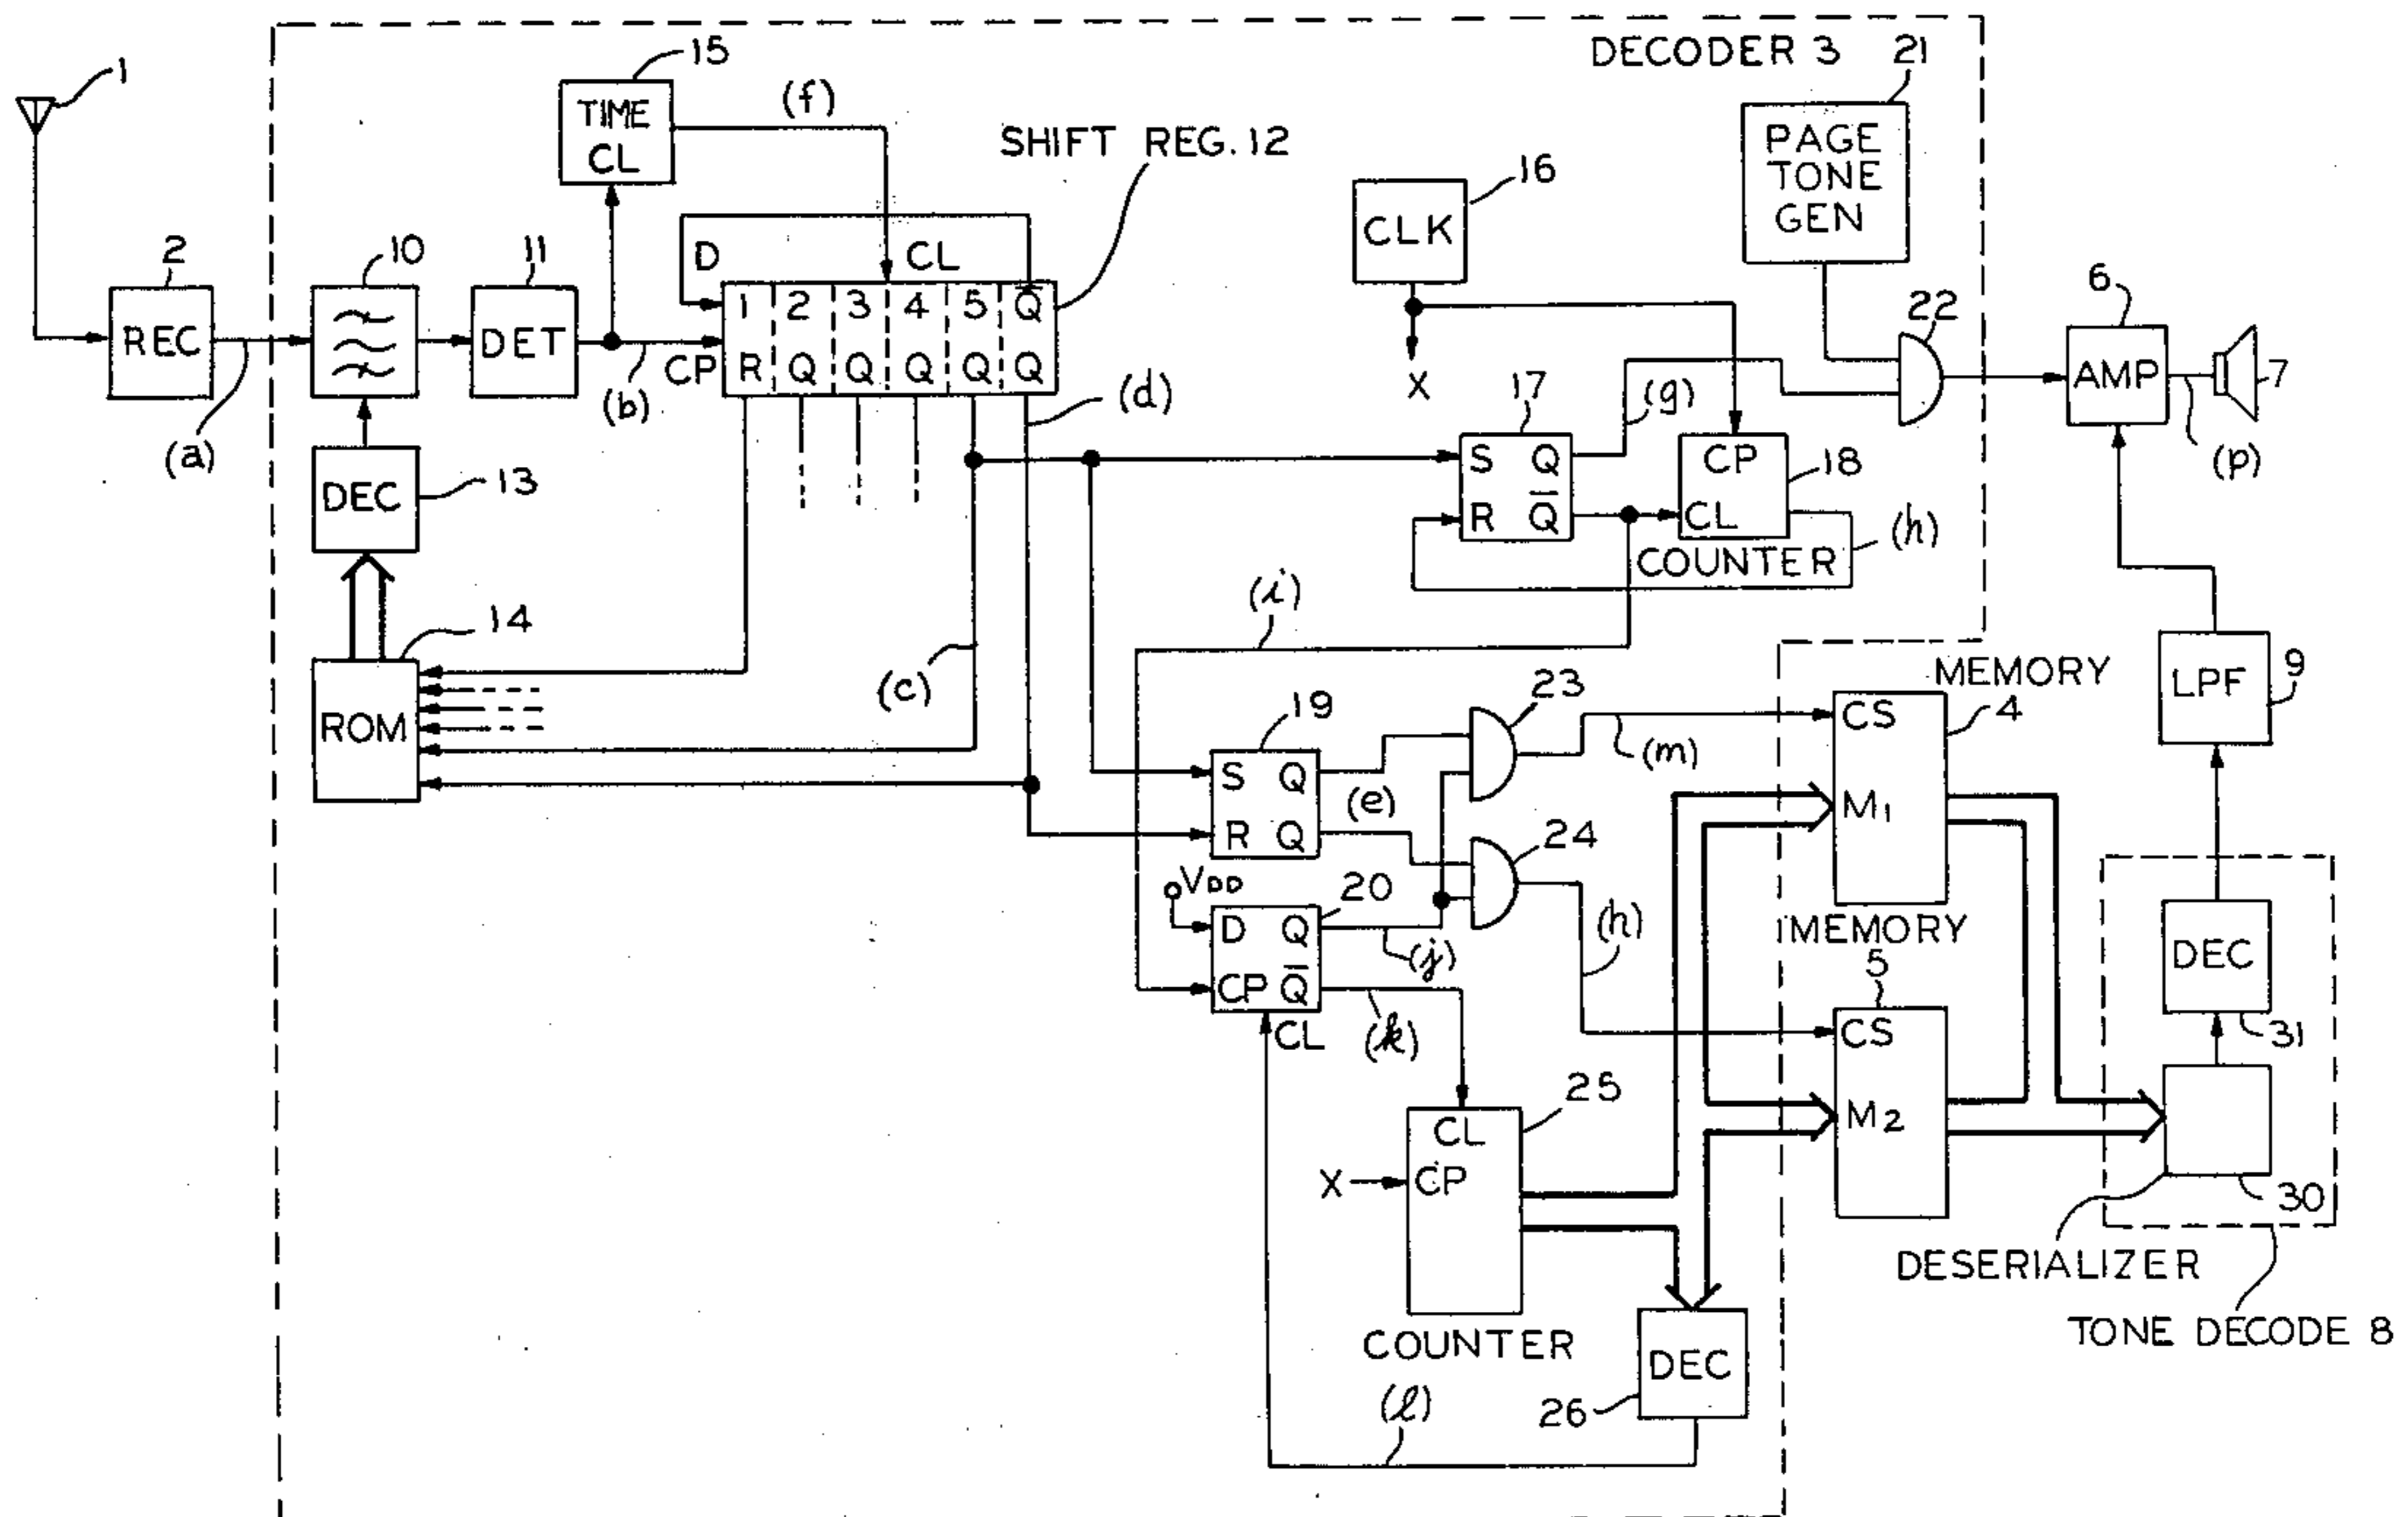 DECODER 3
21
15
1
TIME
CL
(f)
SHIFT REG. 12
PAGE
TONE
GEN
16
CLK
2
10
11
D
CL
6
22
REC
DET
1 2 3 4 5 Q̅
CP
R Q Q Q Q Q
(a)
(b)
(d)
X
17
(g)
AMP
7
(p)
DEC
13
S Q
R Q̅
CP
CL
18
COUNTER
(h)
14
ROM
(i)
(c)
23
MEMORY
4
LPF
9
19
S Q
R Q
(e)
(m)
CS
M1
24
VDD
20
D Q
CP Q̅
CL
(j)
(k)
(h)
MEMORY
5
CS
M2
DEC
31
25
CL
CP
X
30
DESERIALIZER
TONE DECODE 8
COUNTER
DEC
26
(l)